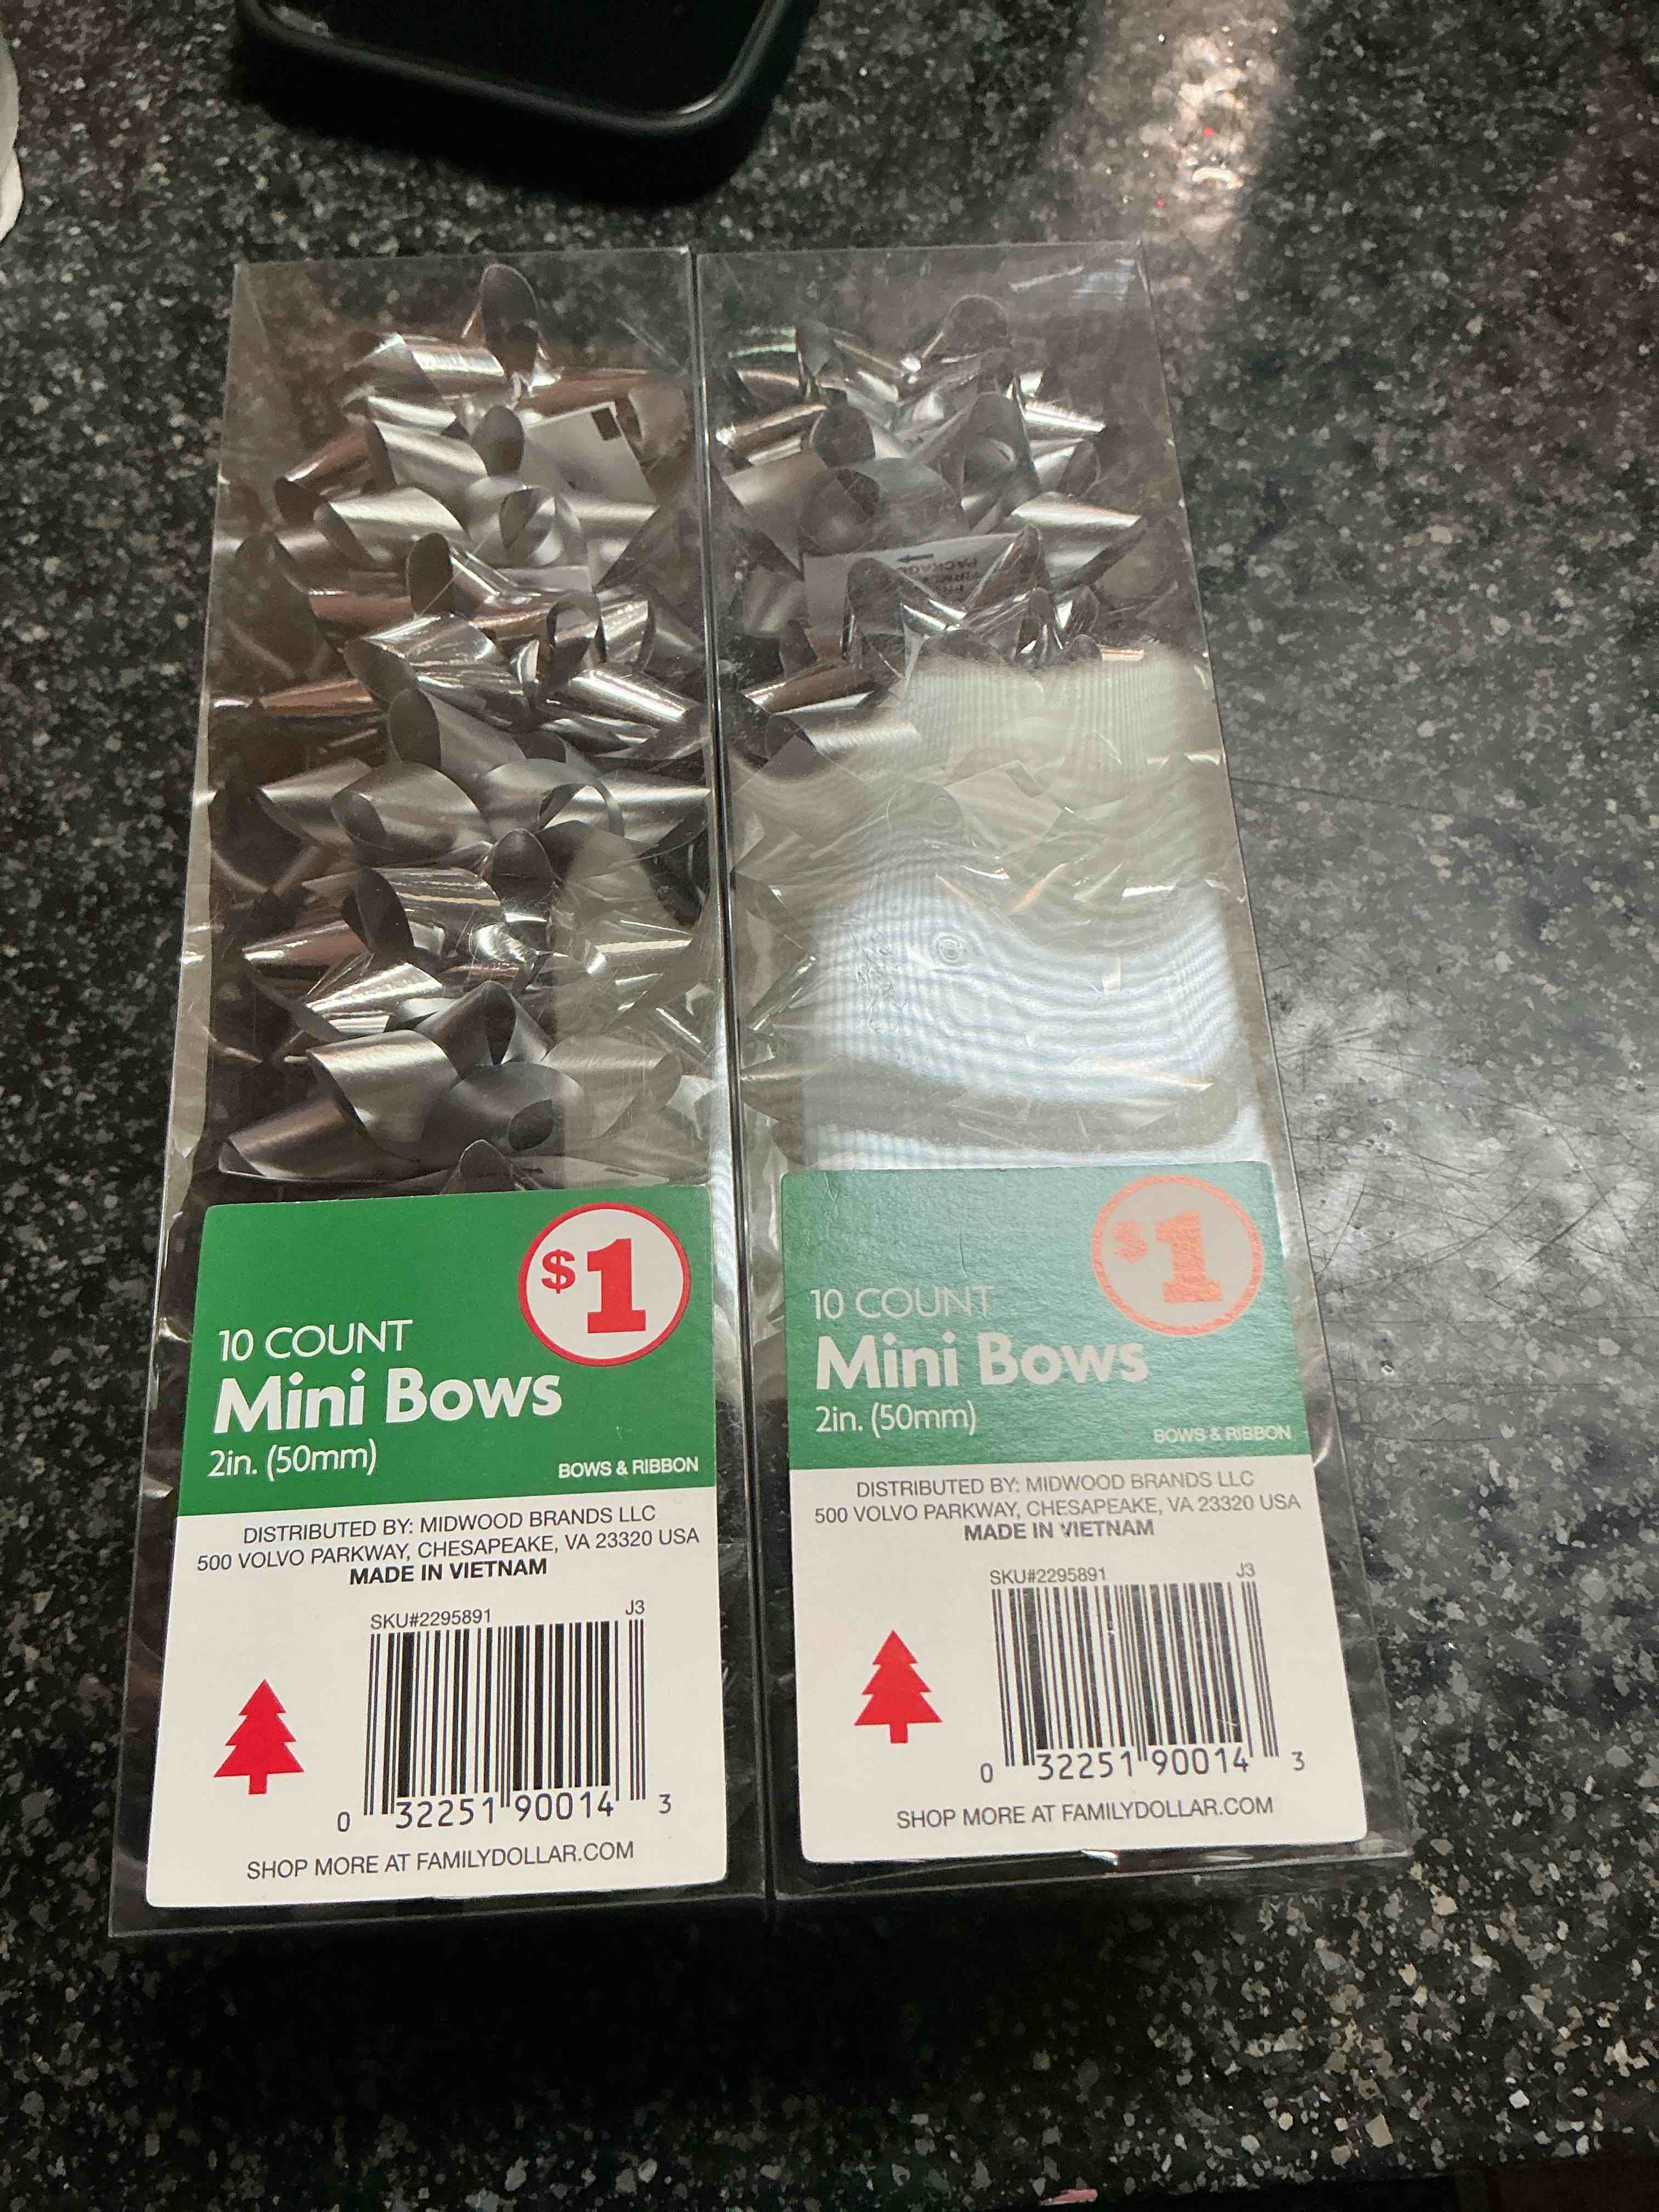 $1
10 COUNT
Mini Bows
2in. (50mm)
BOWS & RIBBON
DISTRIBUTED BY: MIDWOOD BRANDS LLC
500 VOLVO PARKWAY, CHESAPEAKE, VA 23320 USA
MADE IN VIETNAM
SKU#2295891 J3
0 32251 90014 3
SHOP MORE AT FAMILYDOLLAR.COM
PACKAGE
$1
10 COUNT
Mini Bows
2in. (50mm)
BOWS & RIBBON
DISTRIBUTED BY: MIDWOOD BRANDS LLC
500 VOLVO PARKWAY, CHESAPEAKE, VA 23320 USA
MADE IN VIETNAM
SKU#2295891 J3
0 32251 90014 3
SHOP MORE AT FAMILYDOLLAR.COM